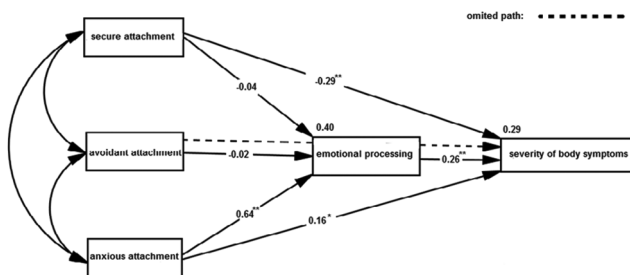 omited path:
secure attachment
-0.29**
-0.04
0.40
0.29
avoidant attachment
-0.02
emotional processing
0.26**
severity of body symptoms
0.64**
0.16*
anxious attachment